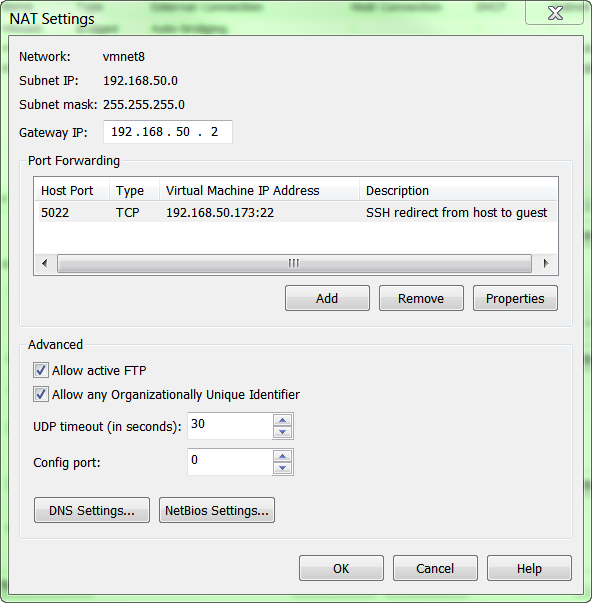 NAT Settings
Network: vmnet8
Subnet IP: 192.168.50.0
Subnet mask: 255.255.255.0
Gateway IP: 192 . 168 . 50 . 2
Port Forwarding
Host Port Type Virtual Machine IP Address Description
5022 TCP 192.168.50.173:22 SSH redirect from host to guest
Add Remove Properties
Advanced
Allow active FTP
Allow any Organizationally Unique Identifier
UDP timeout (in seconds): 30
Config port: 0
DNS Settings... NetBios Settings...
OK Cancel Help